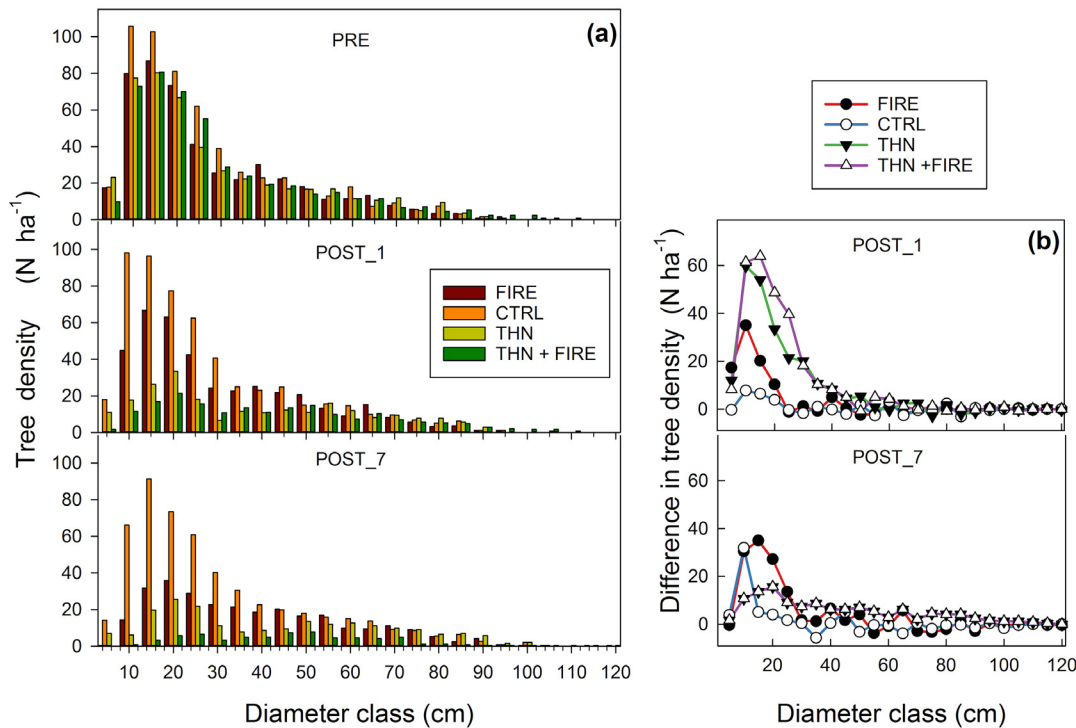 (a)
PRE
100
80
60
40
20
0
POST_1
100
80
60
40
20
0
FIRE
CTRL
THN
THN + FIRE
POST_7
100
80
60
40
20
0
0 10 20 30 40 50 60 70 80 90 100 110 120
Tree density (N ha⁻¹)
Diameter class (cm)
FIRE
CTRL
THN
THN +FIRE
(b)
POST_1
60
40
20
0
POST_7
60
40
20
0
20 40 60 80 100 120
Difference in tree density (N ha⁻¹)
Diameter class (cm)